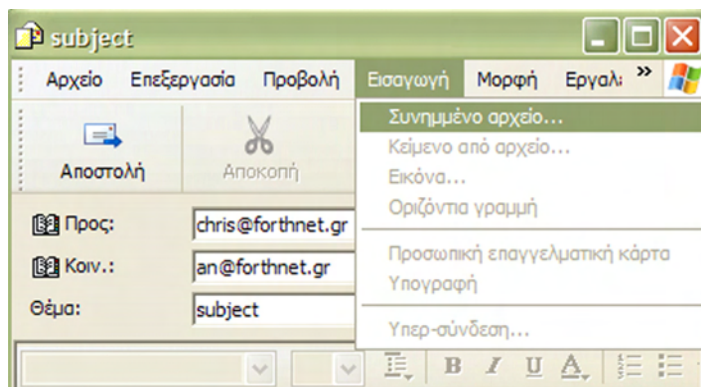 subject
Αρχείο Επεξεργασία Προβολή Εισαγωγή Μορφή Εργαλ »
Αποστολή Αποκοπή
Συνημμένο αρχείο...
Κείμενο από αρχείο...
Εικόνα...
Οριζόντια γραμμή
Προσωπική επαγγελματική κάρτα
Υπογραφή
Υπερ-σύνδεση...
Προς: chris@forthnet.gr
Κοιν.: an@forthnet.gr
Θέμα: subject
B I U A